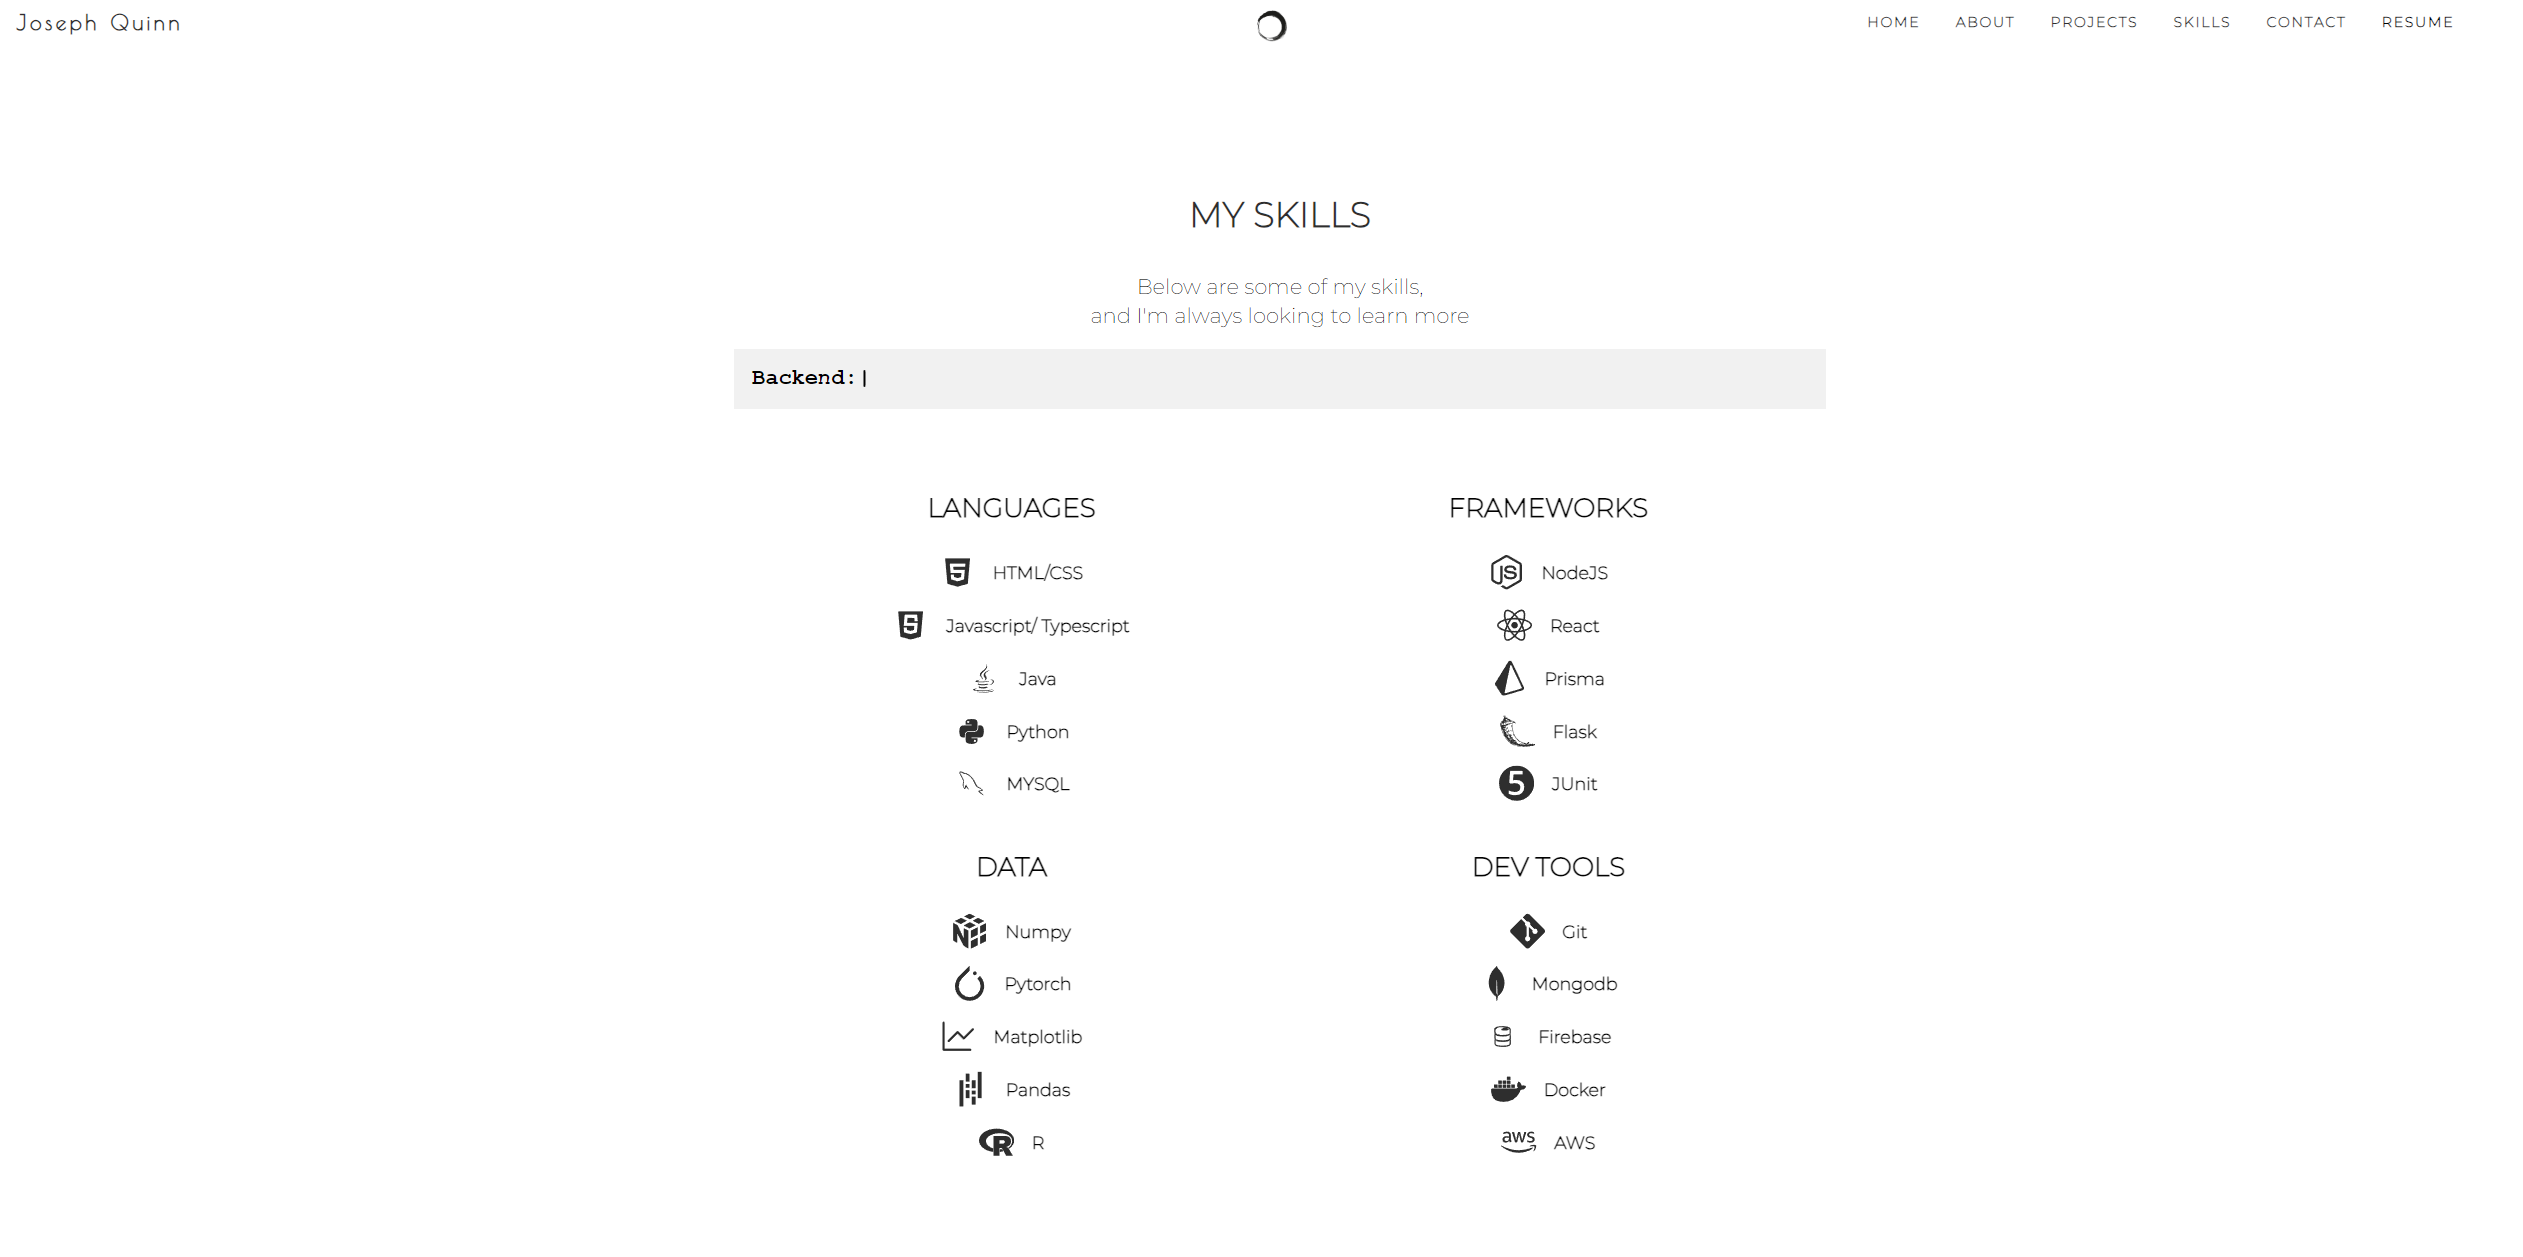 Joseph Quinn
HOME ABOUT PROJECTS SKILLS CONTACT RESUME
MY SKILLS
Below are some of my skills,
and I'm always looking to learn more
Backend:|
LANGUAGES
HTML/CSS
Javascript/ Typescript
Java
Python
MYSQL
FRAMEWORKS
JS NodeJS
React
Prisma
Flask
5 JUnit
DATA
Numpy
Pytorch
Matplotlib
Pandas
R R
DEV TOOLS
Git
Mongodb
Firebase
Docker
aws AWS